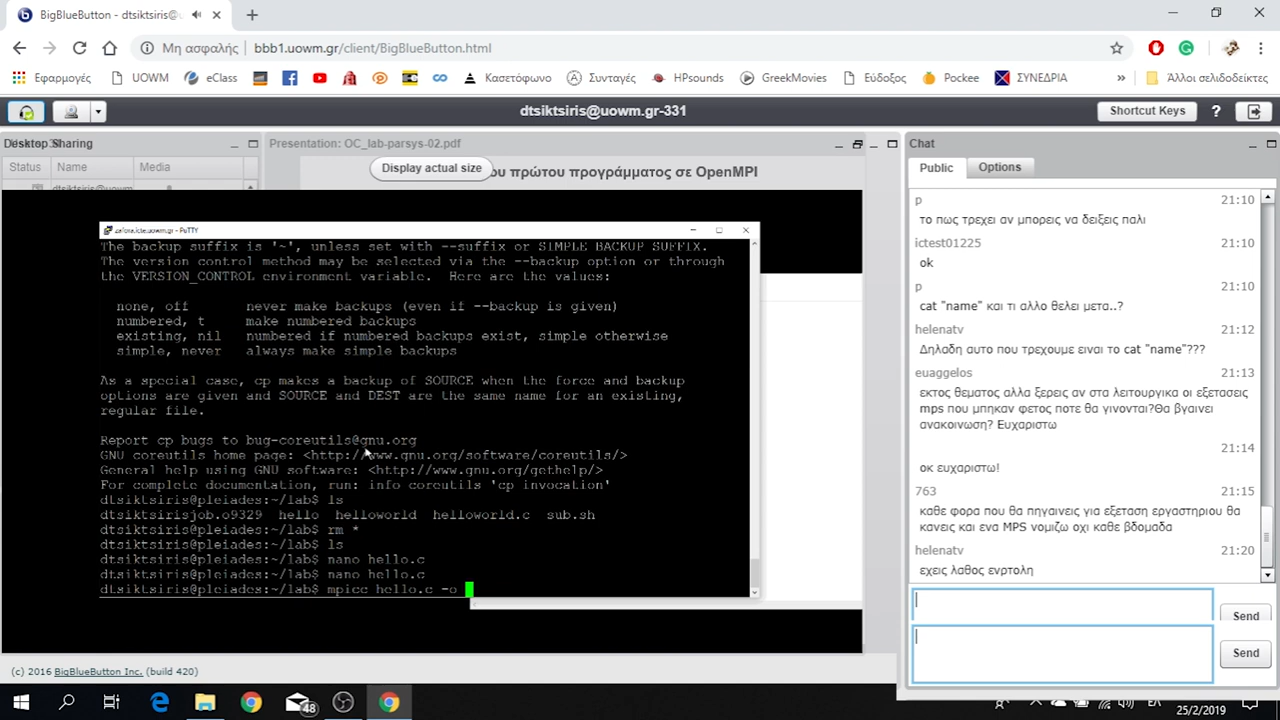 BigBlueButton - dtsiktsiris@
Μη ασφαλής
bbb1.uowm.gr/client/BigBlueButton.html
Εφαρμογές
UOWM
eClass
Κασετόφωνο
Συνταγές
HPsounds
GreekMovies
Εύδοξος
Pockee
ΣΥΝΕΔΡΙΑ
»
Άλλοι σελιδοδείκτες
dtsiktsiris@uowm.gr-331
Shortcut Keys
?
Desktop Sharing
Status Name Media
dtsiktsiris@uowm
Presentation: OC_lab-parsys-02.pdf
Display actual size
ου πρώτου προγράμματος σε OpenMPI
zafora.icte.uowm.gr - PuTTY
The backup suffix is '~', unless set with --suffix or SIMPLE_BACKUP_SUFFIX.
The version control method may be selected via the --backup option or through
the VERSION_CONTROL environment variable.  Here are the values:
none, off       never make backups (even if --backup is given)
numbered, t     make numbered backups
existing, nil   numbered if numbered backups exist, simple otherwise
simple, never   always make simple backups
As a special case, cp makes a backup of SOURCE when the force and backup
options are given and SOURCE and DEST are the same name for an existing,
regular file.
Report cp bugs to bug-coreutils@gnu.org
GNU coreutils home page: <http://www.gnu.org/software/coreutils/>
General help using GNU software: <http://www.gnu.org/gethelp/>
For complete documentation, run: info coreutils 'cp invocation'
dtsiktsiris@pleiades:~/lab$ ls
dtsiktsirisjob.o9329  hello  helloworld  helloworld.c  sub.sh
dtsiktsiris@pleiades:~/lab$ rm *
dtsiktsiris@pleiades:~/lab$ ls
dtsiktsiris@pleiades:~/lab$ nano hello.c
dtsiktsiris@pleiades:~/lab$ nano hello.c
dtsiktsiris@pleiades:~/lab$ mpicc hello.c -o
Chat
Public
Options
p 21:10
το πως τρεχει αν μπορεις να δειξεις παλι
ictest01225 21:10
ok
p 21:10
cat "name" και τι αλλο θελει μετα..?
helenatv 21:12
Δηλαδη αυτο που τρεχουμε ειναι το cat "name"???
euaggelos 21:13
εκτος θεματος αλλα ξερεις αν στα λειτουργικα οι εξετασεις
mps που μπηκαν φετος ποτε θα γινονται?Θα βγαινει
ανακοινωση? Ευχαριστω
21:14
οκ ευχαριστω!
763 21:15
καθε φορα που θα πηγαινεις για εξεταση εργαστηριου θα
κανεις και ενα MPS νομιζω οχι καθε βδομαδα
helenatv 21:20
εχεις λαθος ενρτολη
Send
Send
(c) 2016 BigBlueButton Inc. (build 420)
48
EΛ
25/2/2019